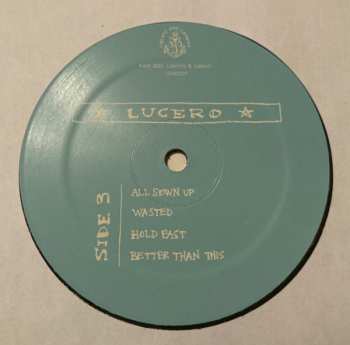 LUCERO
SIDE 3
ALL SEWN UP
WASTED
HOLD FAST
BETTER THAN THIS